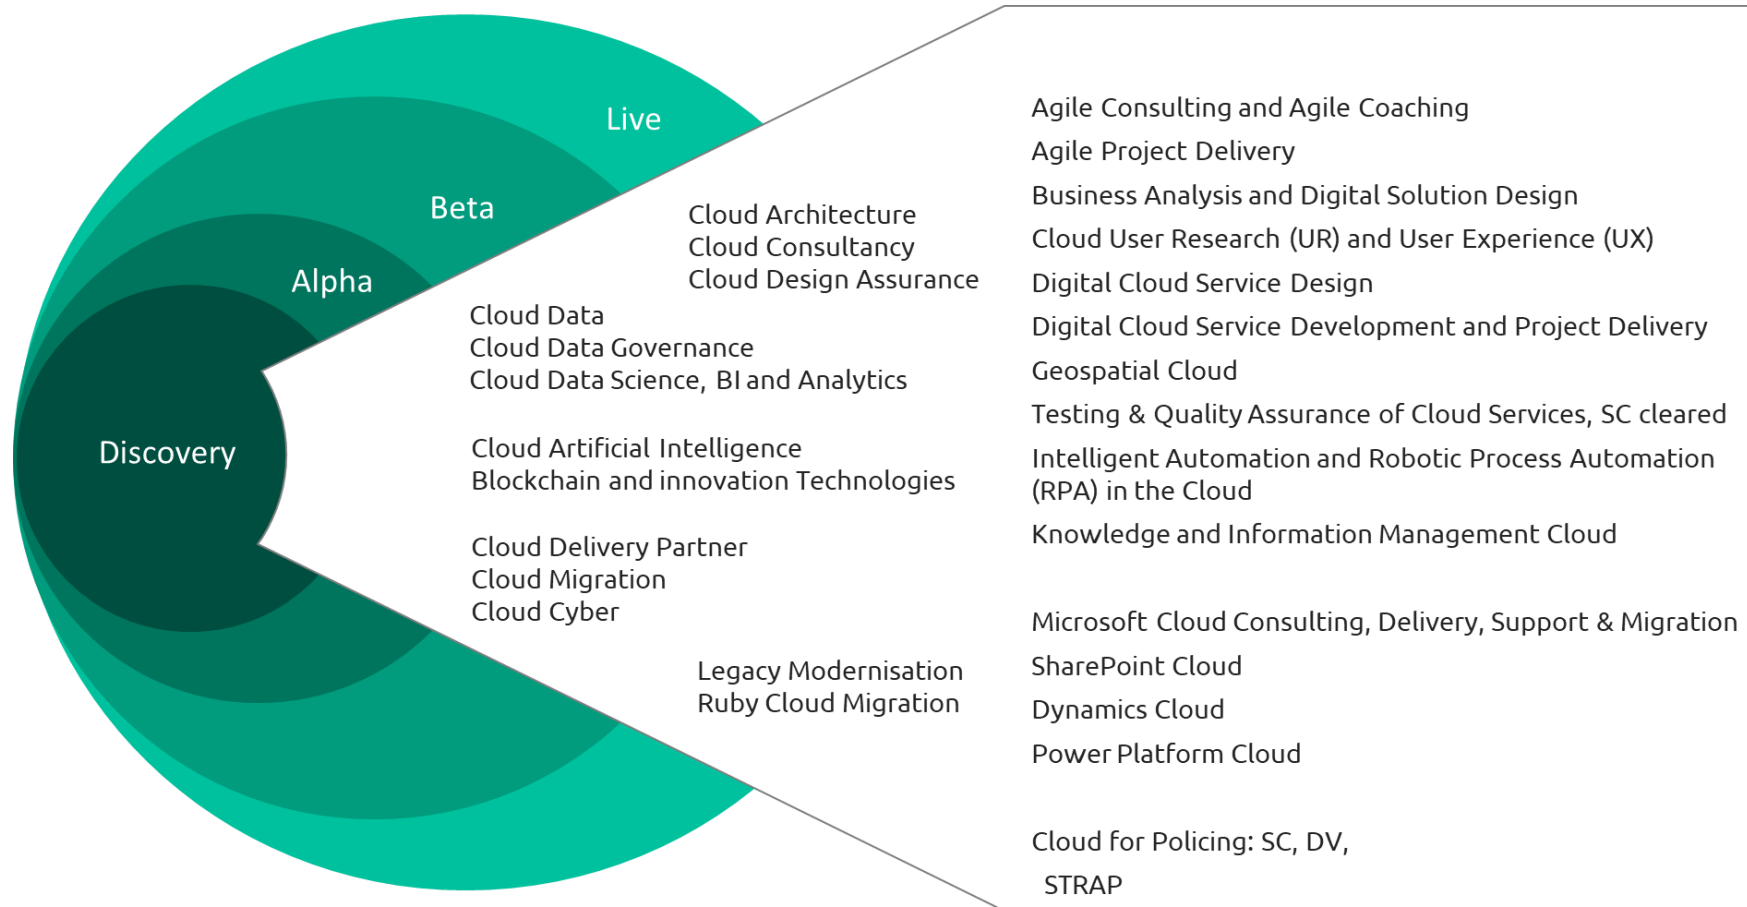 Live
Beta
Alpha
Discovery
Cloud Architecture
Cloud Consultancy
Cloud Design Assurance
Cloud Data
Cloud Data Governance
Cloud Data Science, BI and Analytics
Cloud Artificial Intelligence
Blockchain and innovation Technologies
Cloud Delivery Partner
Cloud Migration
Cloud Cyber
Legacy Modernisation
Ruby Cloud Migration
Agile Consulting and Agile Coaching
Agile Project Delivery
Business Analysis and Digital Solution Design
Cloud User Research (UR) and User Experience (UX)
Digital Cloud Service Design
Digital Cloud Service Development and Project Delivery
Geospatial Cloud
Testing & Quality Assurance of Cloud Services, SC cleared
Intelligent Automation and Robotic Process Automation
(RPA) in the Cloud
Knowledge and Information Management Cloud
Microsoft Cloud Consulting, Delivery, Support & Migration
SharePoint Cloud
Dynamics Cloud
Power Platform Cloud
Cloud for Policing: SC, DV,
STRAP